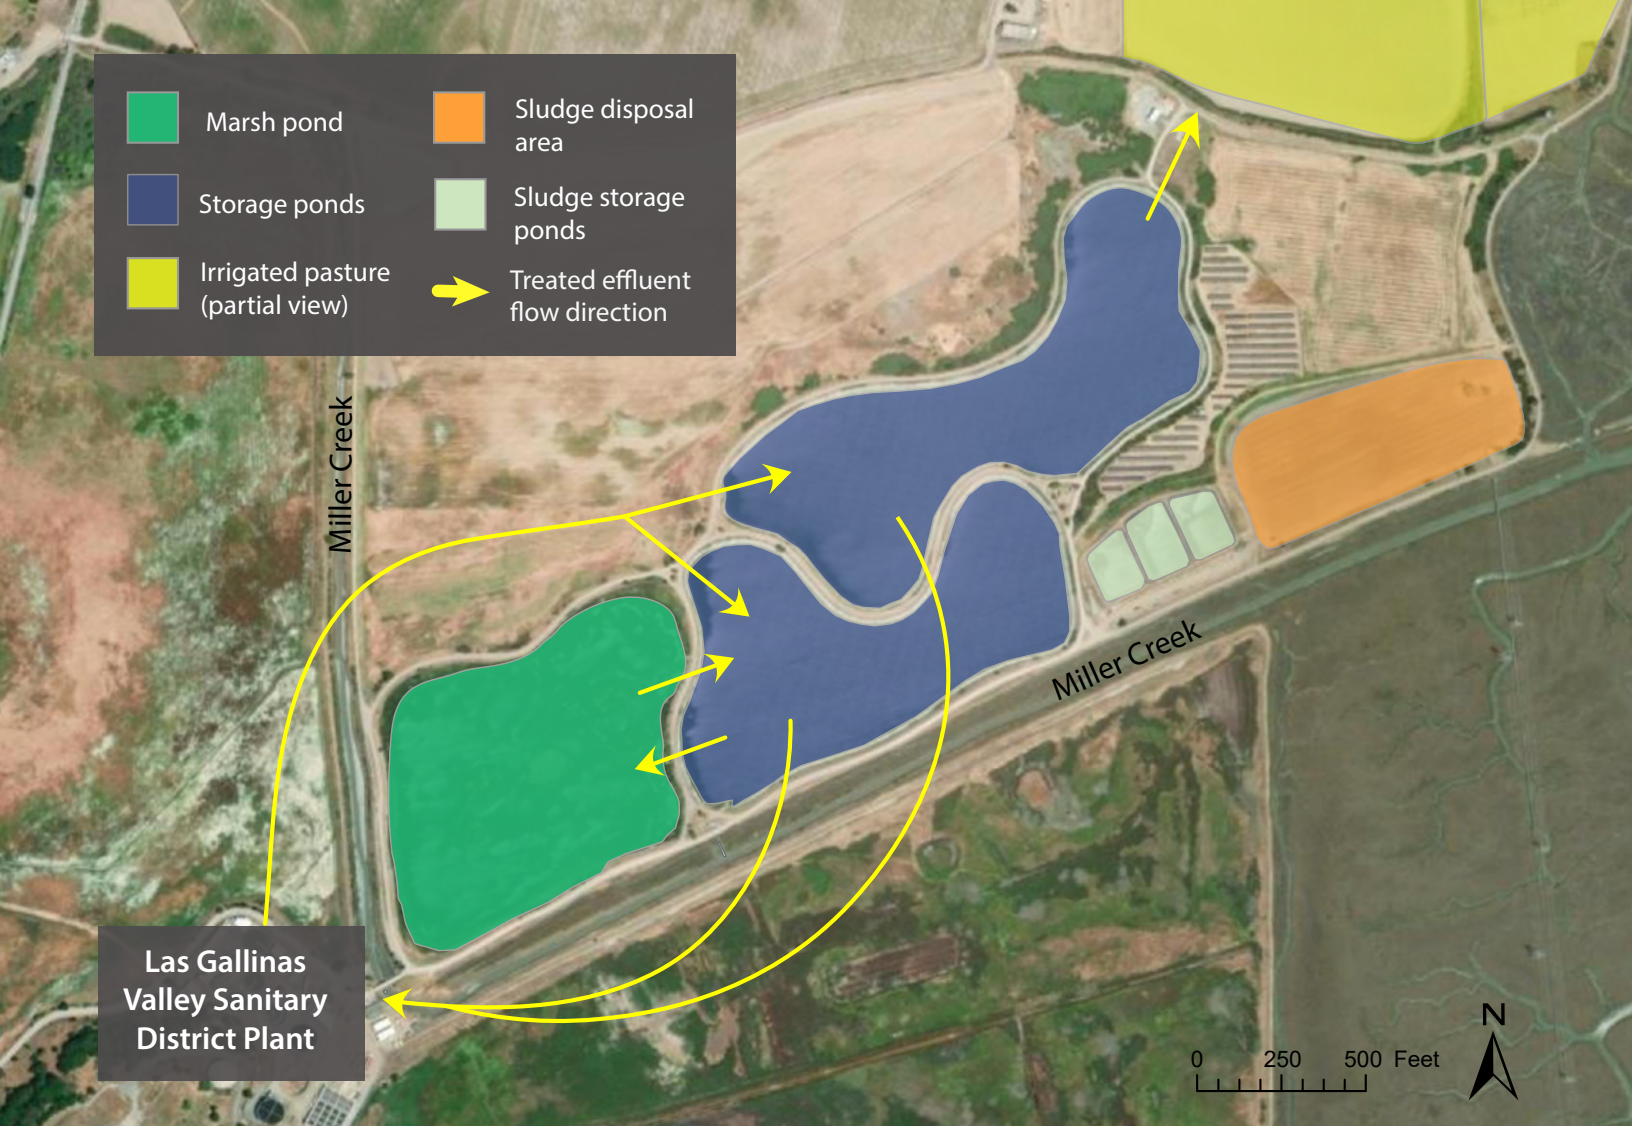 Marsh pond
Storage ponds
Irrigated pasture
(partial view)
Sludge disposal
area
Sludge storage
ponds
Treated effluent
flow direction
Miller Creek
Miller Creek
Las Gallinas
Valley Sanitary
District Plant
N
0 250 500 Feet